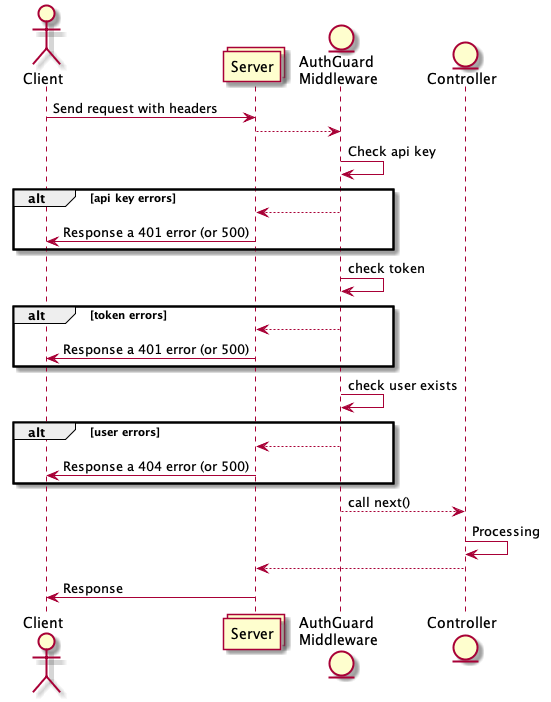 Client
Server
AuthGuard
Middleware
Controller
Send request with headers
Check api key
alt [api key errors]
Response a 401 error (or 500)
check token
alt [token errors]
Response a 401 error (or 500)
check user exists
alt [user errors]
Response a 404 error (or 500)
call next()
Processing
Response
Client
Server
AuthGuard
Middleware
Controller